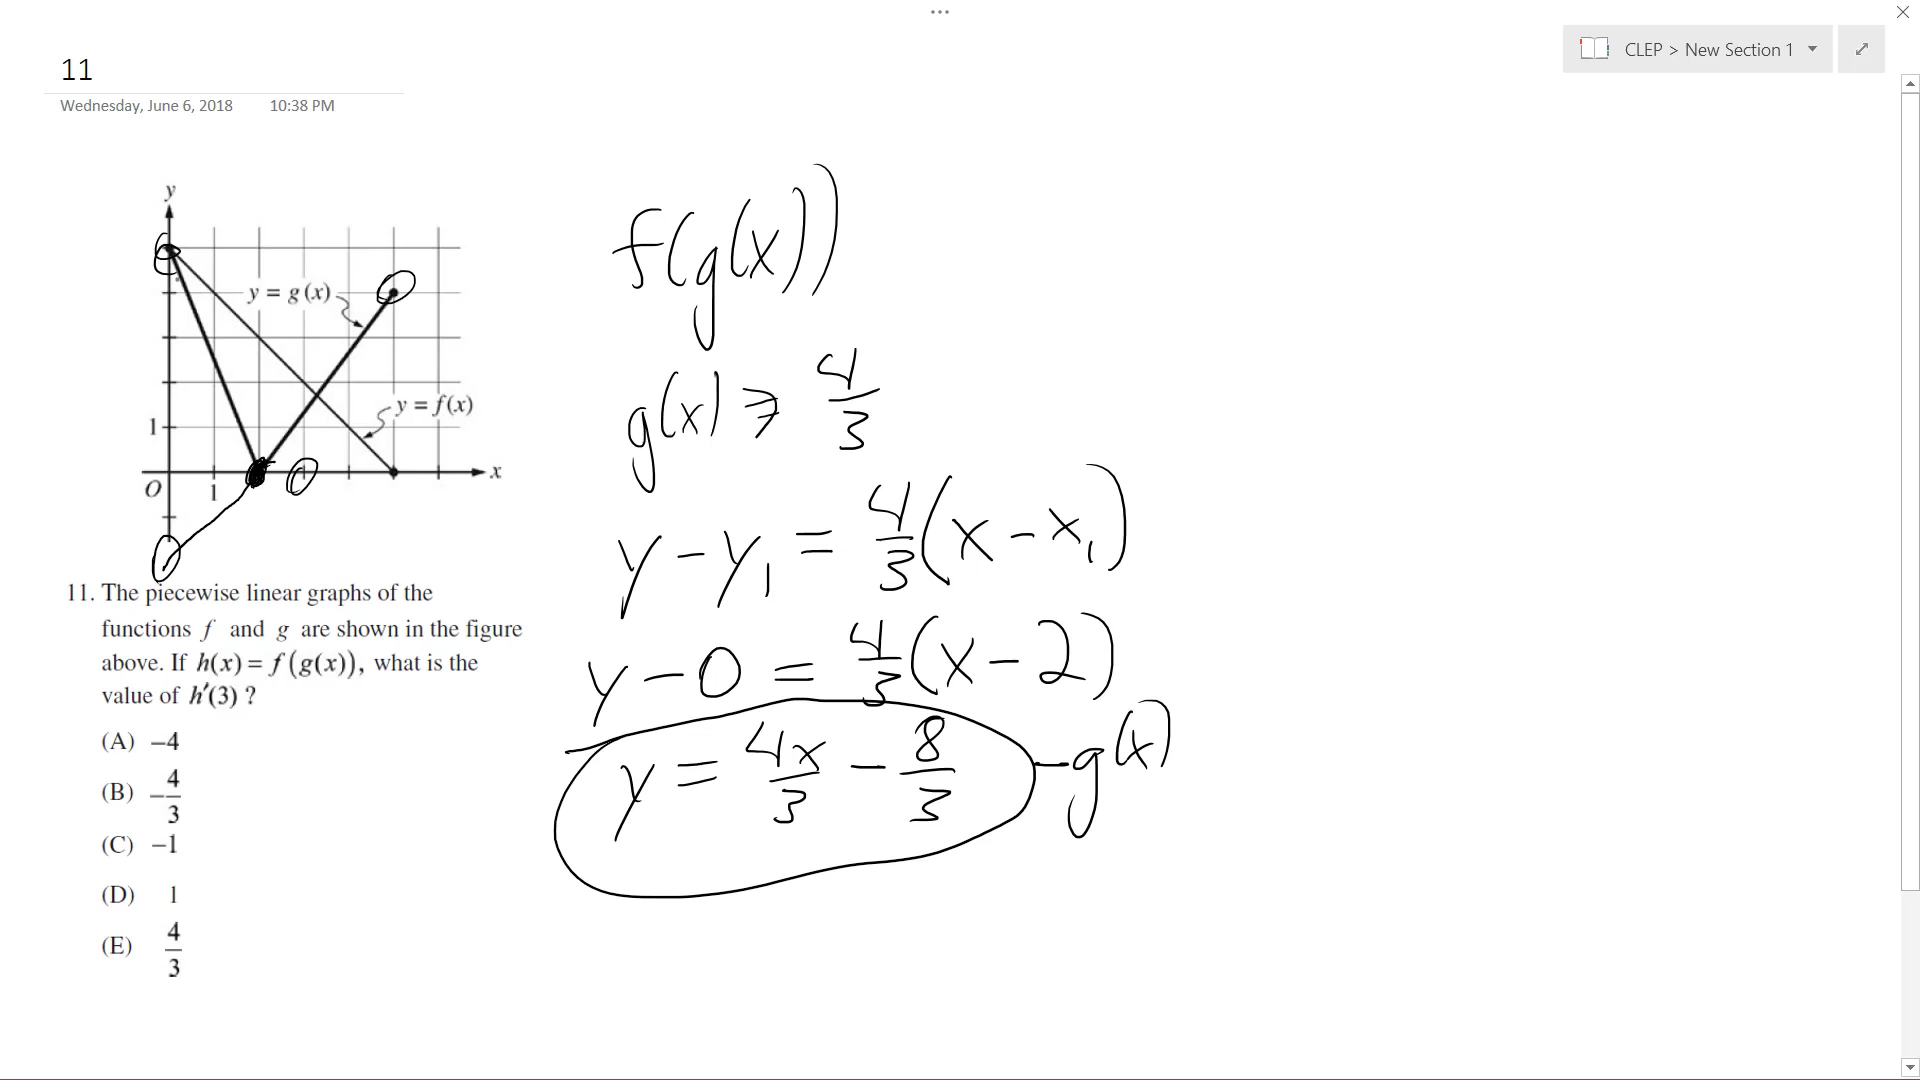 ...
CLEP > New Section 1
11
Wednesday, June 6, 2018 10:38 PM
y
y = g(x)
y = f(x)
1
x
O
1
11. The piecewise linear graphs of the
functions f and g are shown in the figure
above. If h(x) = f(g(x)), what is the
value of h′(3) ?
(A) −4
(B) −4/3
(C) −1
(D) 1
(E) 4/3
f(g(x))
g(x) ⩾ 4/3
y − y₁ = 4/3(x − x₁)
y − 0 = 4/3(x − 2)
y = 4x/3 − 8/3 − g(x)